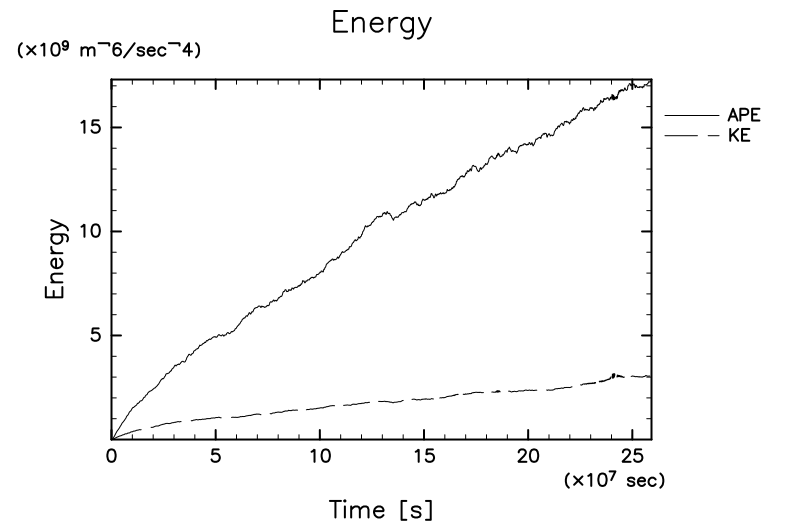 Energy
(×10⁹ m¬6/sec¬4)
APE
KE
15
10
5
Energy
0 5 10 15 20 25
(×10⁷ sec)
Time [s]